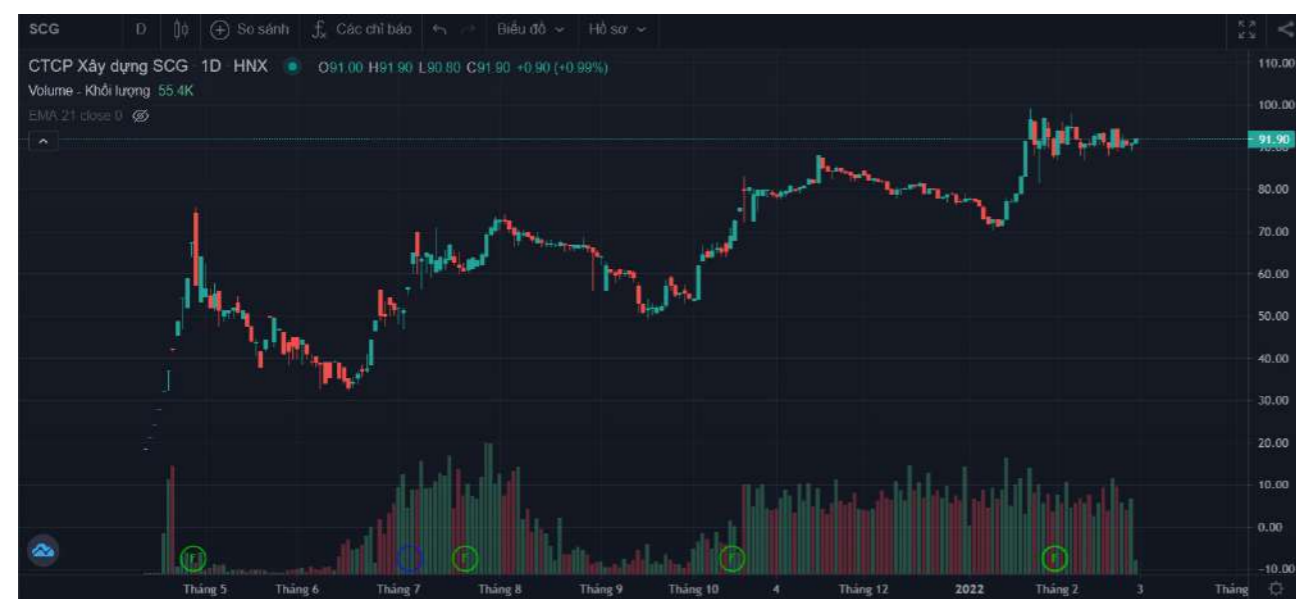 SCG D So sánh Các chỉ báo Biểu đồ Hồ sơ
CTCP Xây dựng SCG 1D HNX O91.00 H91.90 L90.80 C91.90 +0.90 (+0.99%)
Volume - Khối lượng 55.4K
EMA 21 close 0
110.00
100.00
91.90
90.00
80.00
70.00
60.00
50.00
40.00
30.00
20.00
10.00
0.00
-10.00
Tháng 5 Tháng 6 Tháng 7 Tháng 8 Tháng 9 Tháng 10 4 Tháng 12 2022 Tháng 2 3 Tháng